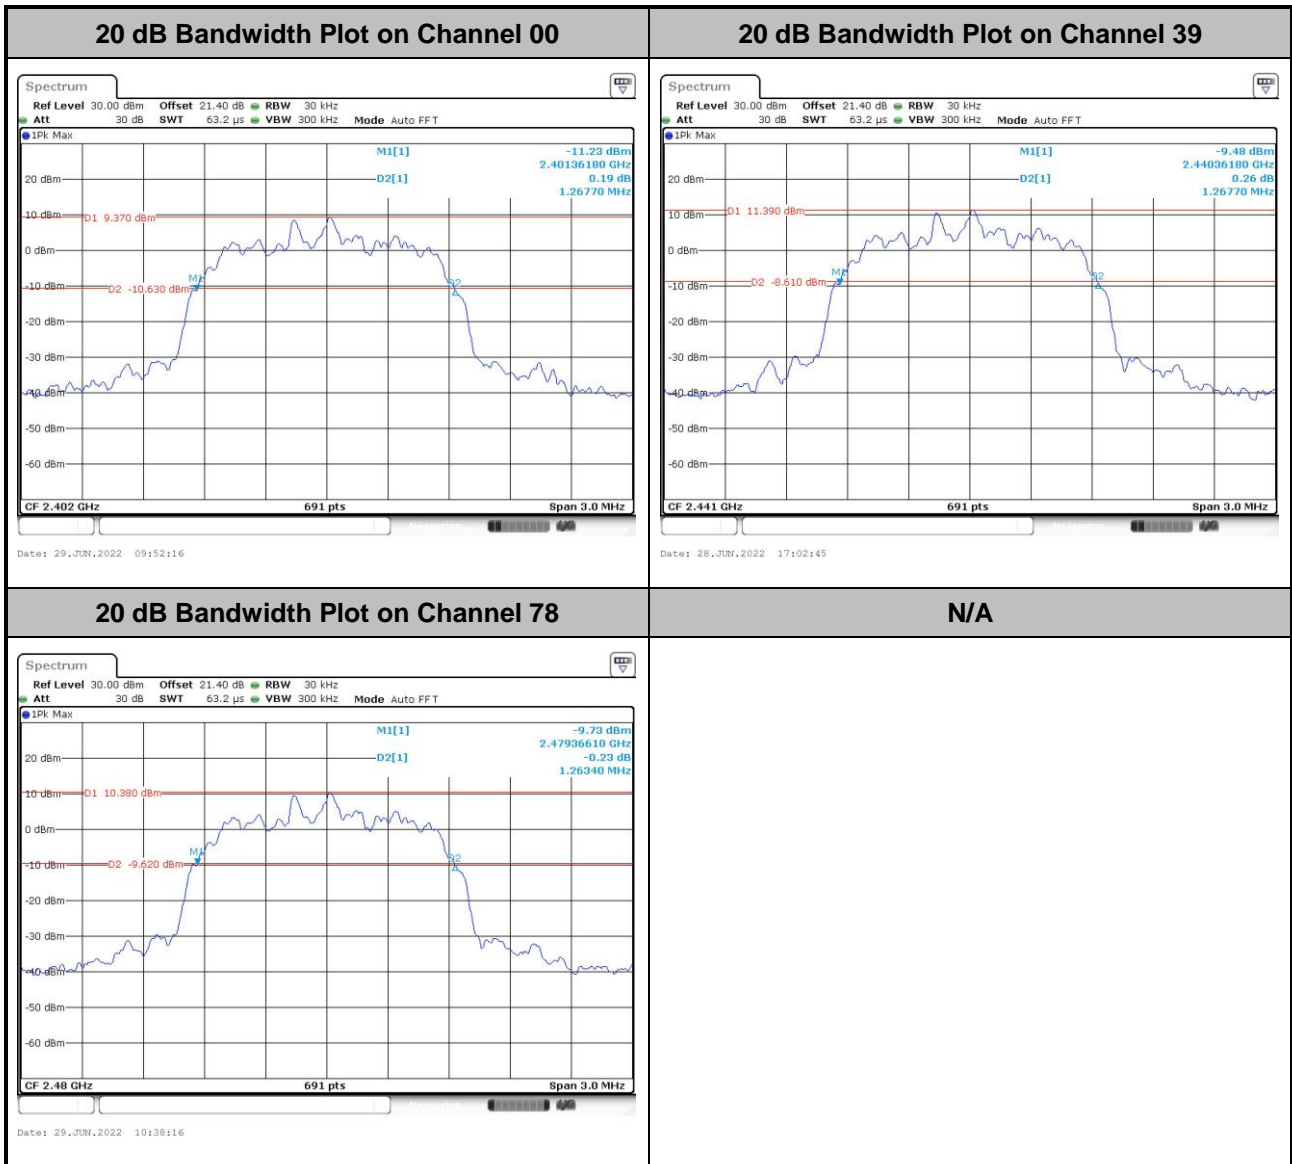 20 dB Bandwidth Plot on Channel 00
20 dB Bandwidth Plot on Channel 39
Spectrum
Ref Level 30.00 dBm Offset 21.40 dB RBW 30 kHz
Att 30 dB SWT 63.2 µs VBW 300 kHz Mode Auto FFT
1Pk Max
M1[1] -11.23 dBm
2.40136180 GHz
D2[1] 0.19 dB
1.26770 MHz
20 dBm
10 dBm
D1 9.370 dBm
0 dBm
M1
D2
-10 dBm
D2 -10.630 dBm
-20 dBm
-30 dBm
-40 dBm
-50 dBm
-60 dBm
CF 2.402 GHz 691 pts Span 3.0 MHz
Date: 29.JUN.2022 09:52:16
Spectrum
Ref Level 30.00 dBm Offset 21.40 dB RBW 30 kHz
Att 30 dB SWT 63.2 µs VBW 300 kHz Mode Auto FFT
1Pk Max
M1[1] -9.48 dBm
2.44036180 GHz
D2[1] 0.26 dB
1.26770 MHz
20 dBm
10 dBm
D1 11.390 dBm
0 dBm
M1
D2
-10 dBm
D2 -8.610 dBm
-20 dBm
-30 dBm
-40 dBm
-50 dBm
-60 dBm
CF 2.441 GHz 691 pts Span 3.0 MHz
Date: 28.JUN.2022 17:02:45
20 dB Bandwidth Plot on Channel 78
N/A
Spectrum
Ref Level 30.00 dBm Offset 21.40 dB RBW 30 kHz
Att 30 dB SWT 63.2 µs VBW 300 kHz Mode Auto FFT
1Pk Max
M1[1] -9.73 dBm
2.47936610 GHz
D2[1] -0.23 dB
1.26340 MHz
20 dBm
10 dBm
D1 10.380 dBm
0 dBm
M1
D2
-10 dBm
D2 -9.620 dBm
-20 dBm
-30 dBm
-40 dBm
-50 dBm
-60 dBm
CF 2.48 GHz 691 pts Span 3.0 MHz
Date: 29.JUN.2022 10:38:16